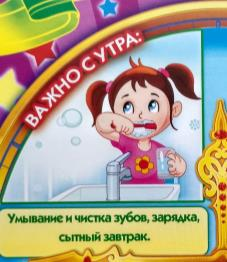 ВАЖНО С УТРА:
Умывание и чистка зубов, зарядка,
сытный завтрак.